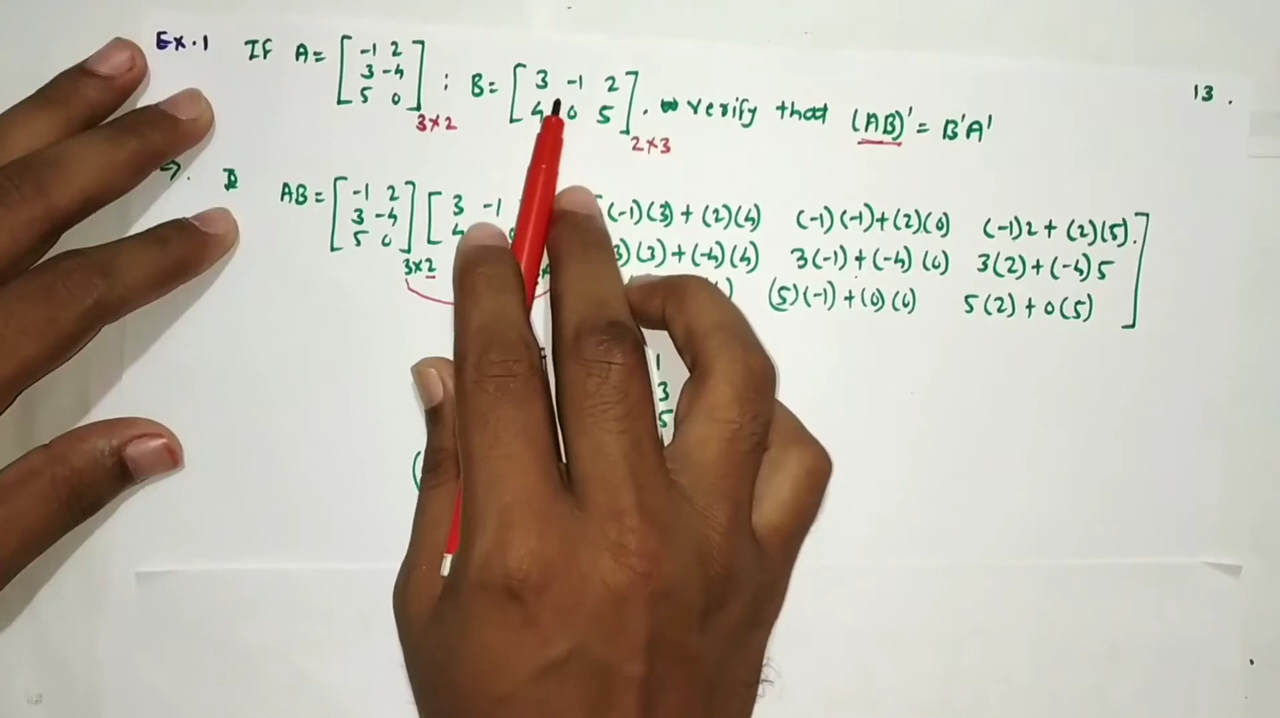 Ex.1 If A = [ -1 2 3 -4 5 0 ] 3×2 ; B = [ 3 -1 2 4 0 5 ] 2×3 . verify that (AB)' = B'A'
13.
AB = [ -1 2 3 -4 5 0 ] 3×2 [ 3 -1
(-1)(3) + (2)(4) (-1)(-1)+(2)(0) (-1)2 + (2)(5).
3)(3) + (-4)(4) 3(-1) + (-4)(0) 3(2) + (-4)5
(5)(-1) + (0)(0) 5(2) + 0(5) ]
1
3
5